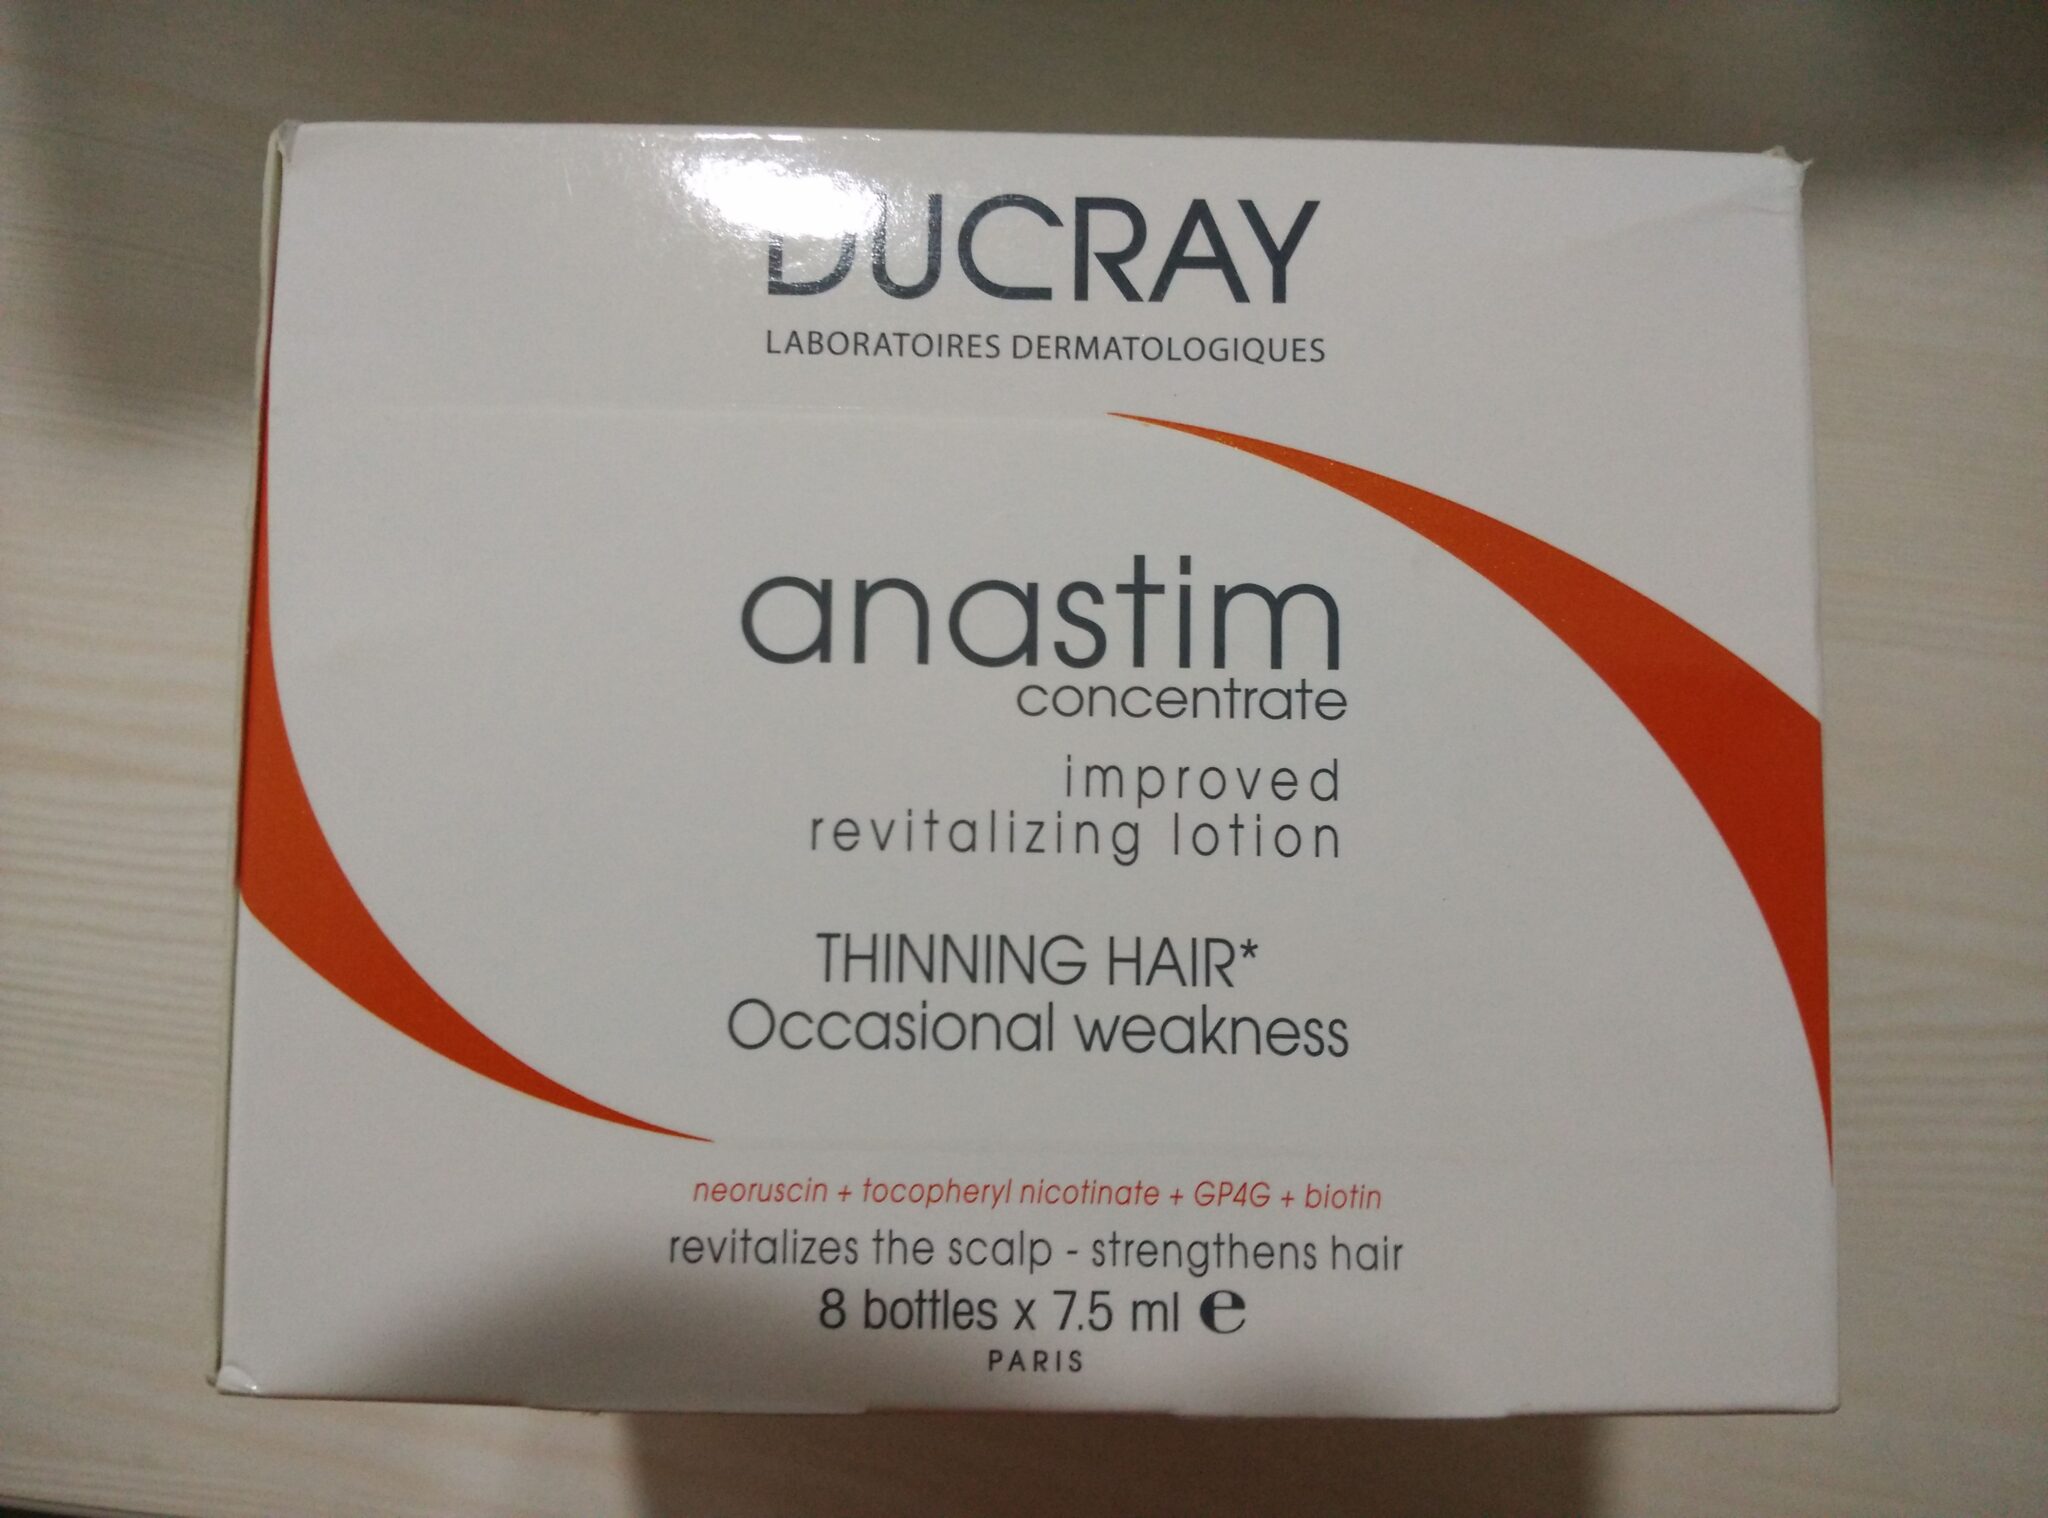 DUCRAY
LABORATOIRES DERMATOLOGIQUES
anastim
concentrate
improved
revitalizing lotion
THINNING HAIR*
Occasional weakness
neoruscin + tocopheryl nicotinate + GP4G + biotin
revitalizes the scalp - strengthens hair
8 bottles x 7.5 ml ℮
PARIS